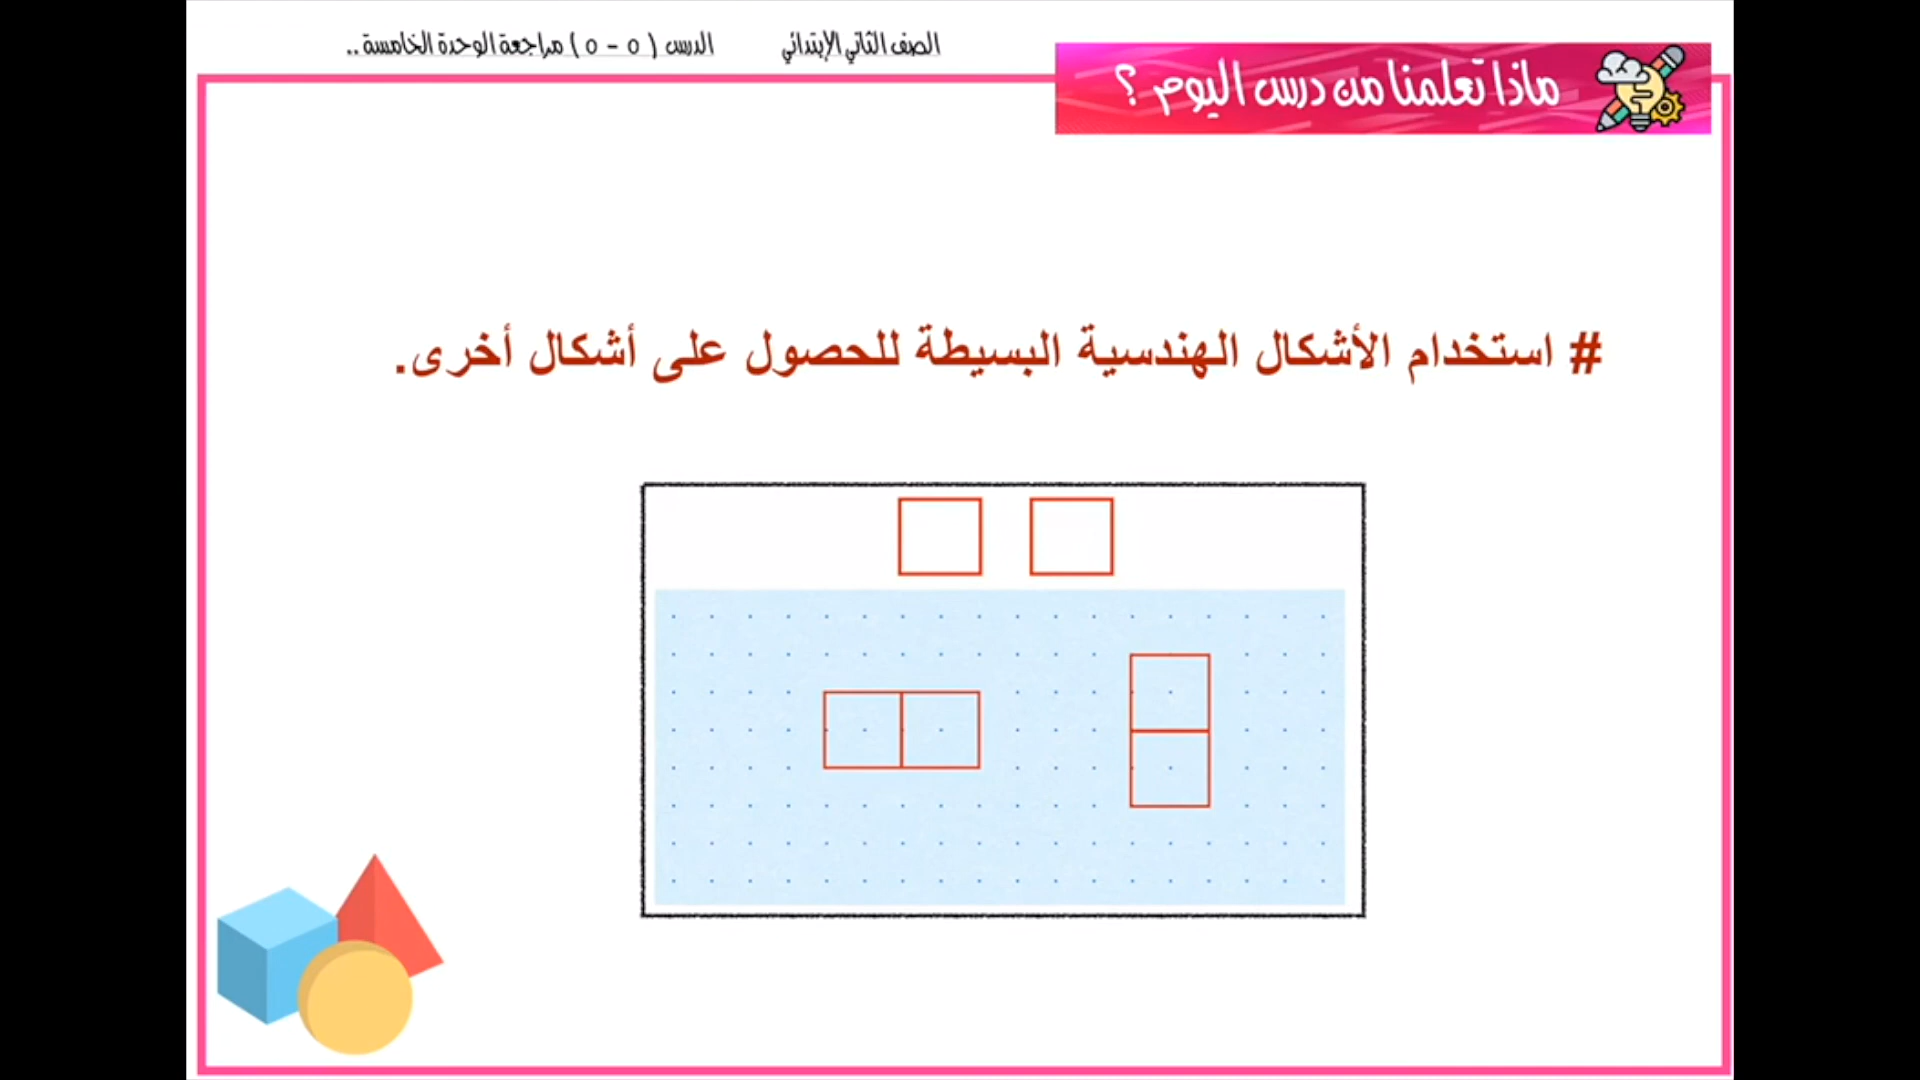 الصف الثاني الإبتدائي الدرس ( ٥ - ٥ ) مراجعة الوحدة الخامسة ..
ماذا تعلمنا من درس اليوم ؟
# استخدام الأشكال الهندسية البسيطة للحصول على أشكال أخرى.